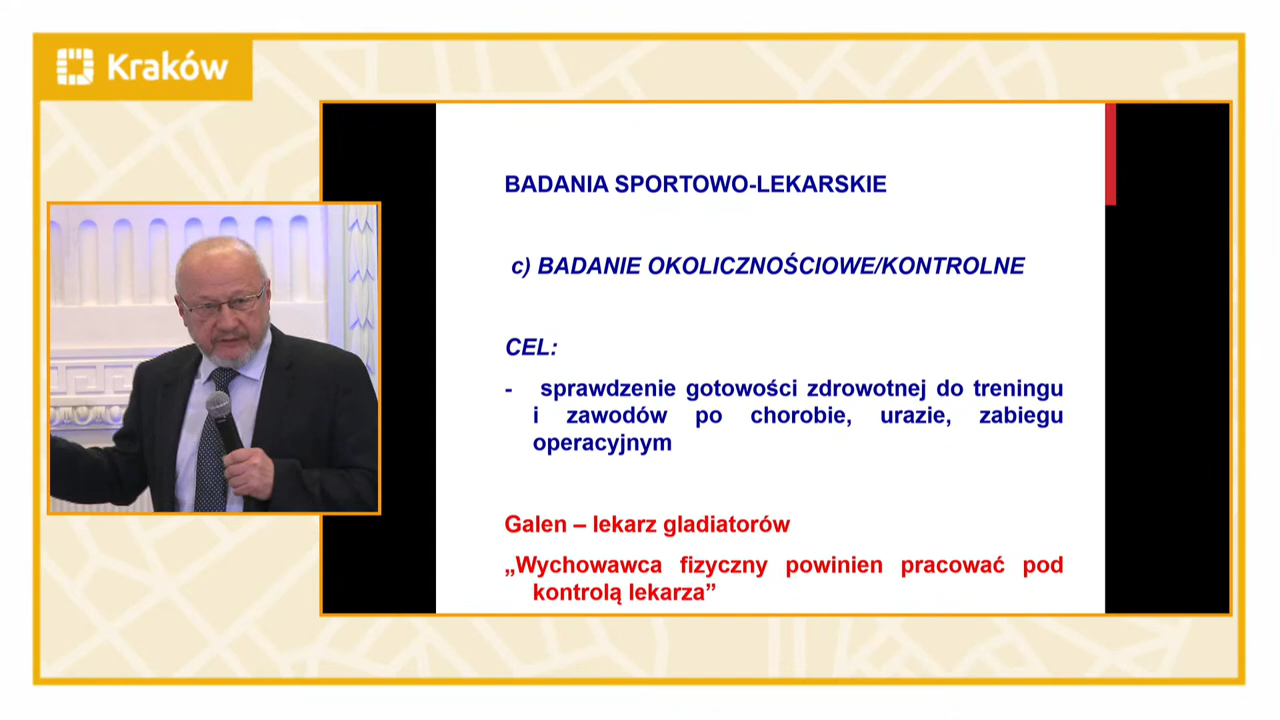 Kraków
BADANIA SPORTOWO-LEKARSKIE
c) BADANIE OKOLICZNOŚCIOWE/KONTROLNE
CEL:
- sprawdzenie gotowości zdrowotnej do treningu
i zawodów po chorobie, urazie, zabiegu
operacyjnym
Galen – lekarz gladiatorów
„Wychowawca fizyczny powinien pracować pod
kontrolą lekarza”